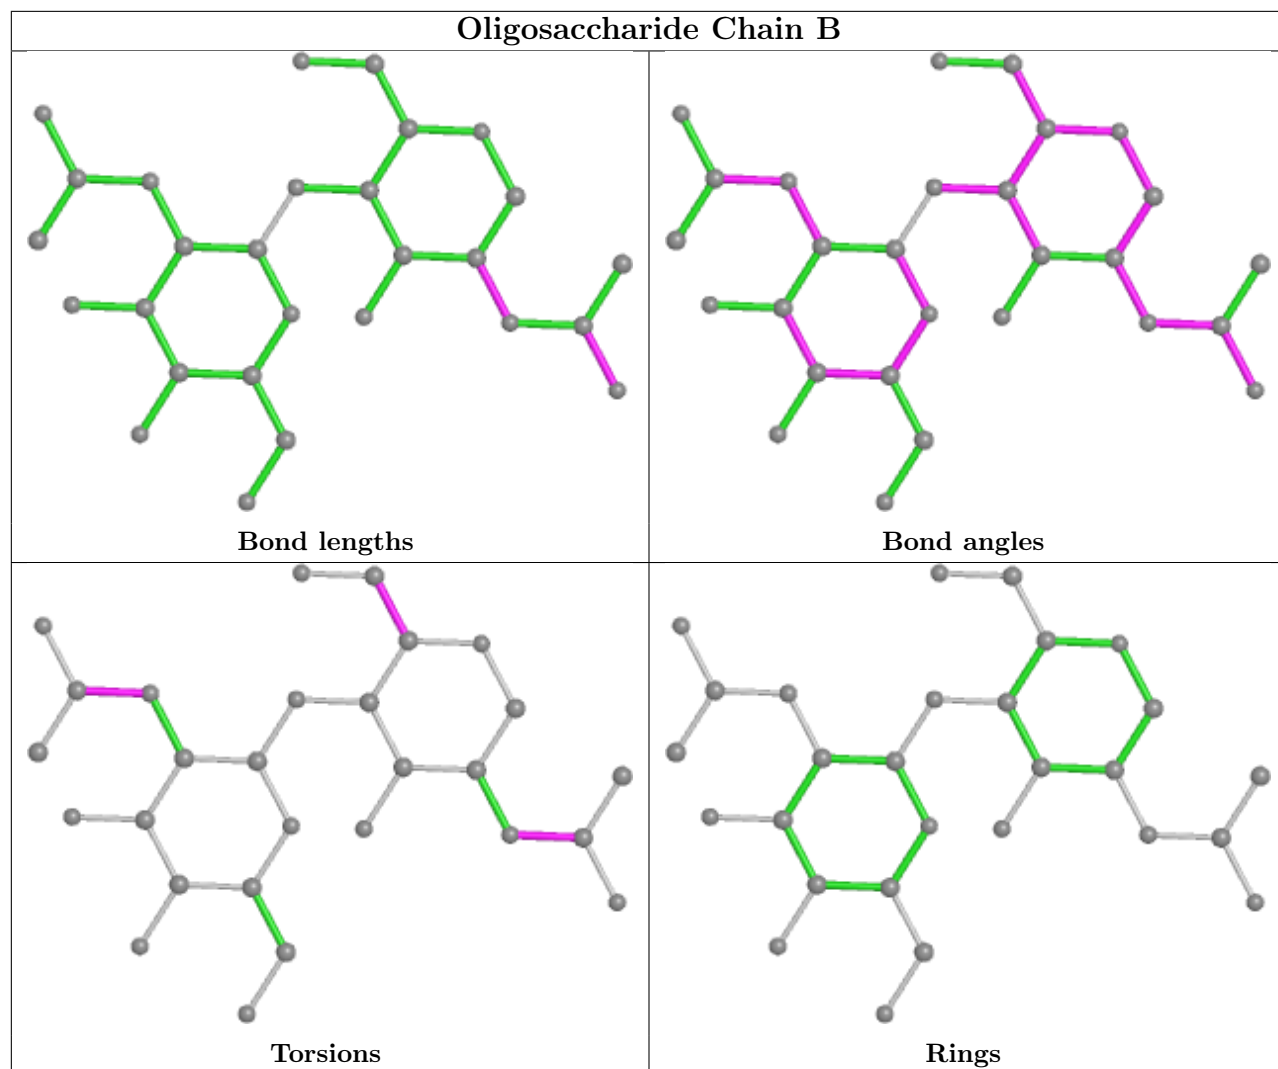 Oligosaccharide Chain B
Bond lengths
Bond angles
Torsions
Rings